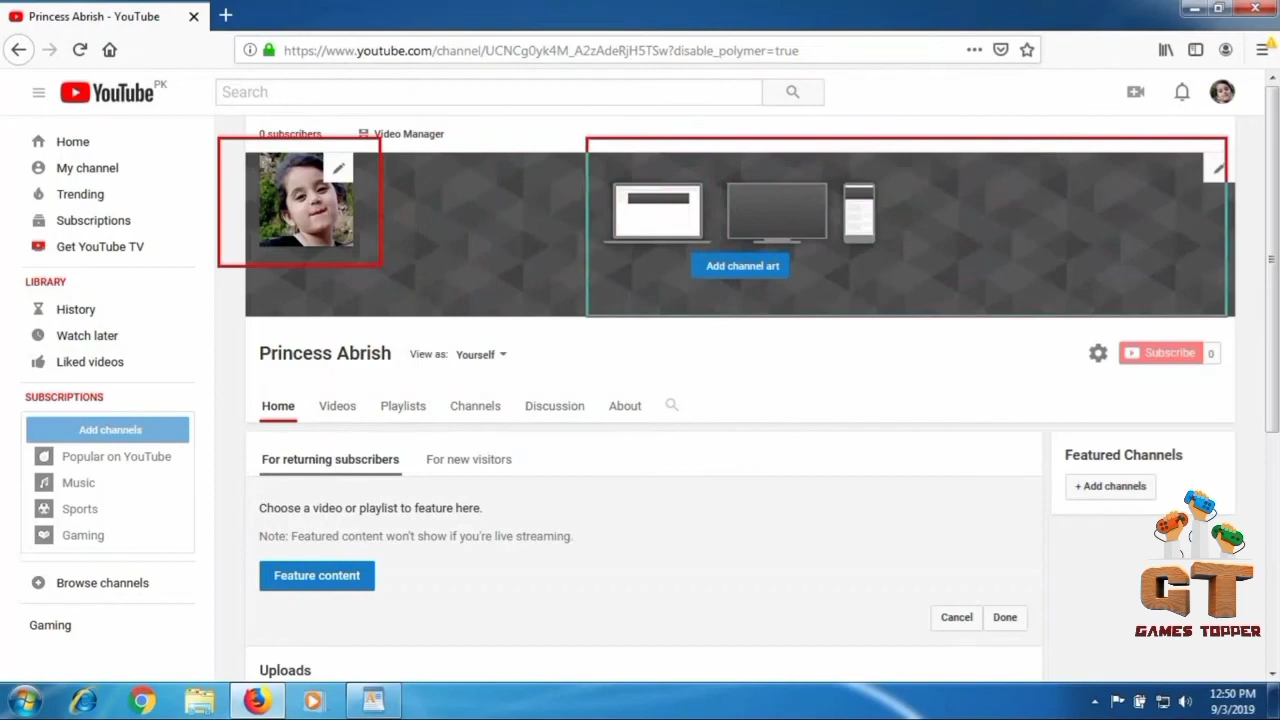 Princess Abrish - YouTube
https://www.youtube.com/channel/UCNCg0yk4M_A2zAdeRjH5TSw?disable_polymer=true
YouTube PK
Search
0 subscribers
Video Manager
Home
My channel
Trending
Subscriptions
Get YouTube TV
LIBRARY
History
Watch later
Liked videos
SUBSCRIPTIONS
Add channels
Popular on YouTube
Music
Sports
Gaming
Browse channels
Gaming
Add channel art
Princess Abrish
View as: Yourself
Subscribe 0
Home Videos Playlists Channels Discussion About
For returning subscribers For new visitors
Choose a video or playlist to feature here.
Note: Featured content won't show if you're live streaming.
Feature content
Cancel Done
Uploads
Featured Channels
+ Add channels
GT
GAMES TOPPER
12:50 PM
9/3/2019